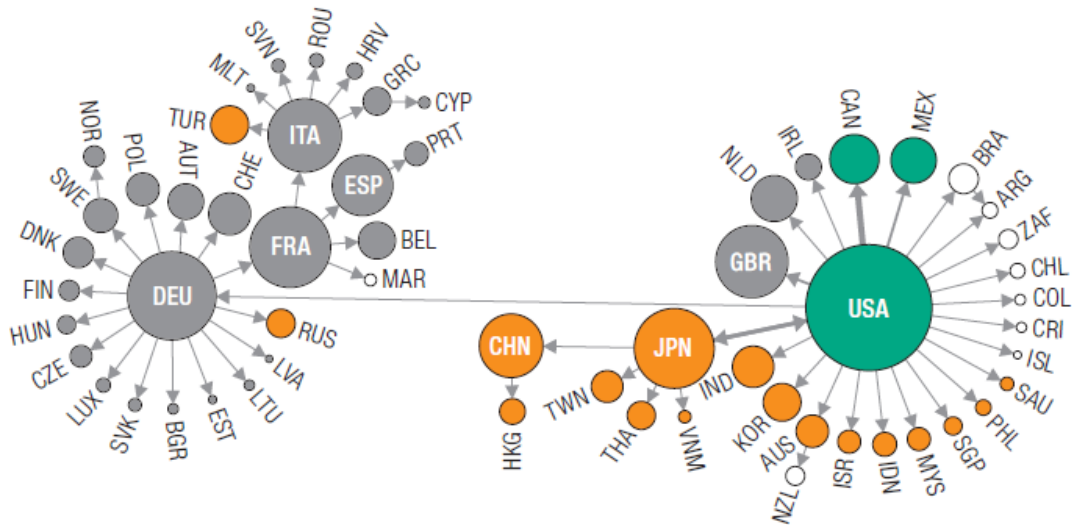 SVN
ROU
HRV
MLT
GRC
CYP
TUR
ITA
PRT
NOR
POL
AUT
CHE
ESP
SWE
DNK
FRA
BEL
MAR
FIN
DEU
HUN
RUS
CZE
LVA
LUX
LTU
SVK
BGR
EST
CAN
MEX
IRL
BRA
NLD
ARG
ZAF
GBR
CHL
USA
COL
CRI
ISL
CHN
JPN
IND
SAU
TWN
KOR
PHL
HKG
THA
VNM
AUS
SGP
NZL
ISR
IDN
MYS